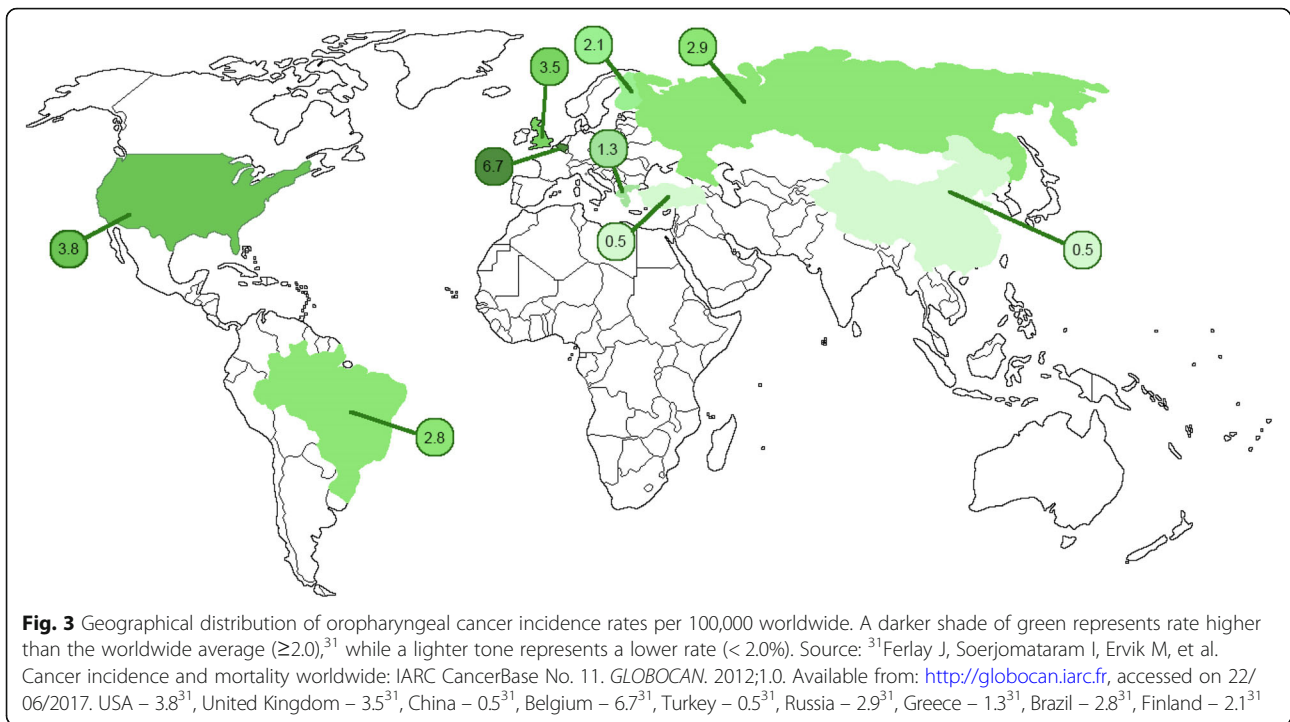 2.1
2.9
3.5
1.3
6.7
0.5
3.8
0.5
2.8
Fig. 3 Geographical distribution of oropharyngeal cancer incidence rates per 100,000 worldwide. A darker shade of green represents rate higher
than the worldwide average (≥2.0),31 while a lighter tone represents a lower rate (< 2.0%). Source: 31Ferlay J, Soerjomataram I, Ervik M, et al.
Cancer incidence and mortality worldwide: IARC CancerBase No. 11. GLOBOCAN. 2012;1.0. Available from: http://globocan.iarc.fr, accessed on 22/
06/2017. USA – 3.831, United Kingdom – 3.531, China – 0.531, Belgium – 6.731, Turkey – 0.531, Russia – 2.931, Greece – 1.331, Brazil – 2.831, Finland – 2.131